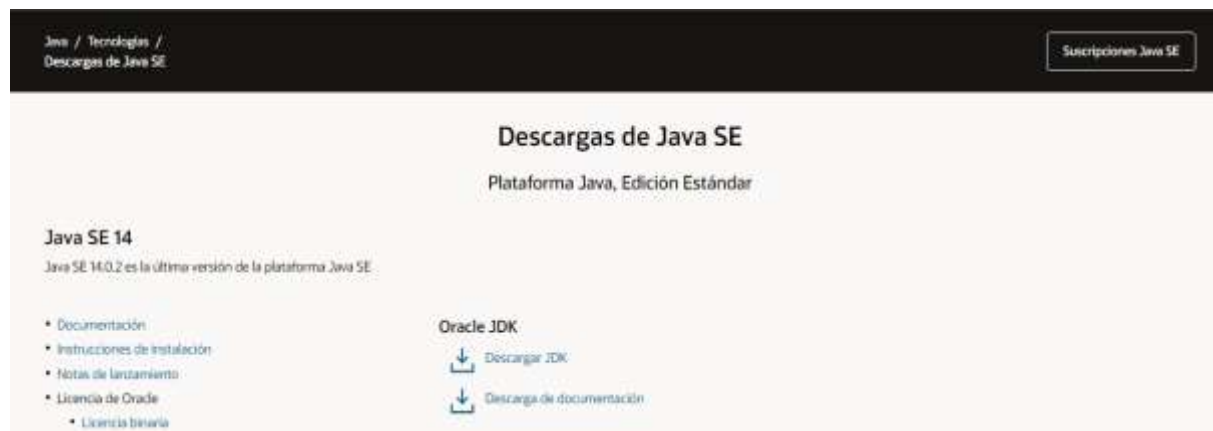 Java / Tecnologías /
Descargas de Java SE
Suscripciones Java SE
Descargas de Java SE
Plataforma Java, Edición Estándar
Java SE 14
Java SE 14.0.2 es la última versión de la plataforma Java SE
• Documentación
• Instrucciones de instalación
• Notas de lanzamiento
• Licencia de Oracle
• Licencia binaria
Oracle JDK
Descargar JDK
Descarga de documentación